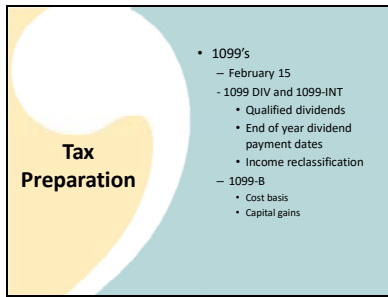 Tax
Preparation
• 1099's
– February 15
- 1099 DIV and 1099-INT
• Qualified dividends
• End of year dividend
payment dates
• Income reclassification
– 1099-B
• Cost basis
• Capital gains